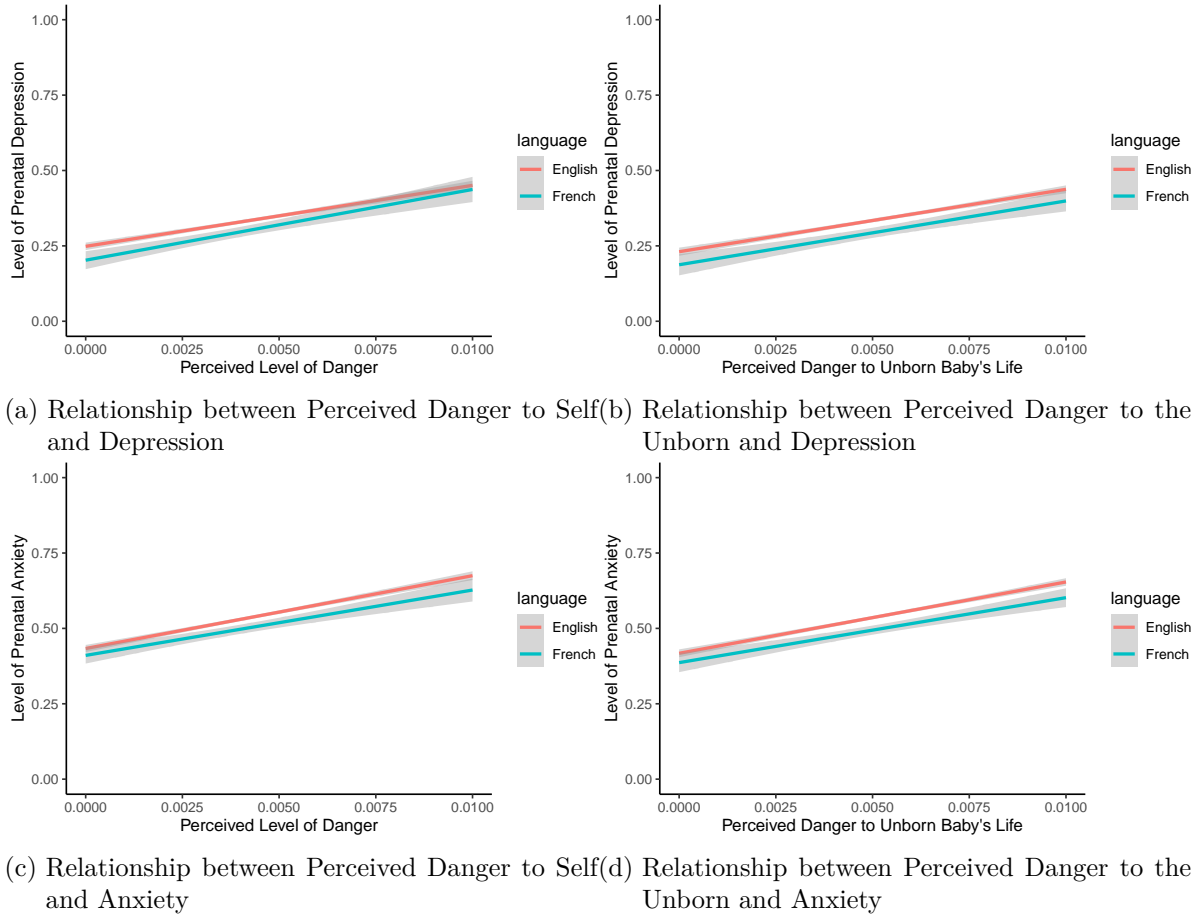 1.00
0.75
0.50
0.25
0.00
Level of Prenatal Depression
0.0000 0.0025 0.0050 0.0075 0.0100
Perceived Level of Danger
language
English
French
1.00
0.75
0.50
0.25
0.00
Level of Prenatal Depression
0.0000 0.0025 0.0050 0.0075 0.0100
Perceived Danger to Unborn Baby's Life
language
English
French
(a) Relationship between Perceived Danger to Self
and Depression
(b) Relationship between Perceived Danger to the
Unborn and Depression
1.00
0.75
0.50
0.25
0.00
Level of Prenatal Anxiety
0.0000 0.0025 0.0050 0.0075 0.0100
Perceived Level of Danger
language
English
French
1.00
0.75
0.50
0.25
0.00
Level of Prenatal Anxiety
0.0000 0.0025 0.0050 0.0075 0.0100
Perceived Danger to Unborn Baby's Life
language
English
French
(c) Relationship between Perceived Danger to Self
and Anxiety
(d) Relationship between Perceived Danger to the
Unborn and Anxiety